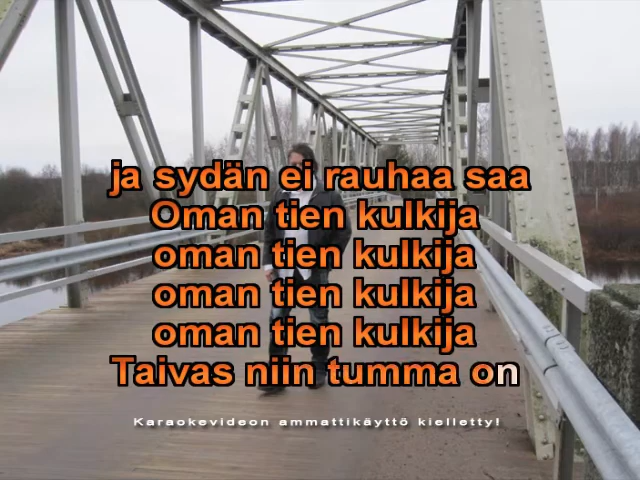 ja sydän ei rauhaa saa
Oman tien kulkija
oman tien kulkija
oman tien kulkija
oman tien kulkija
Taivas niin tumma on
Karaokevideon ammattikäyttö kielletty!